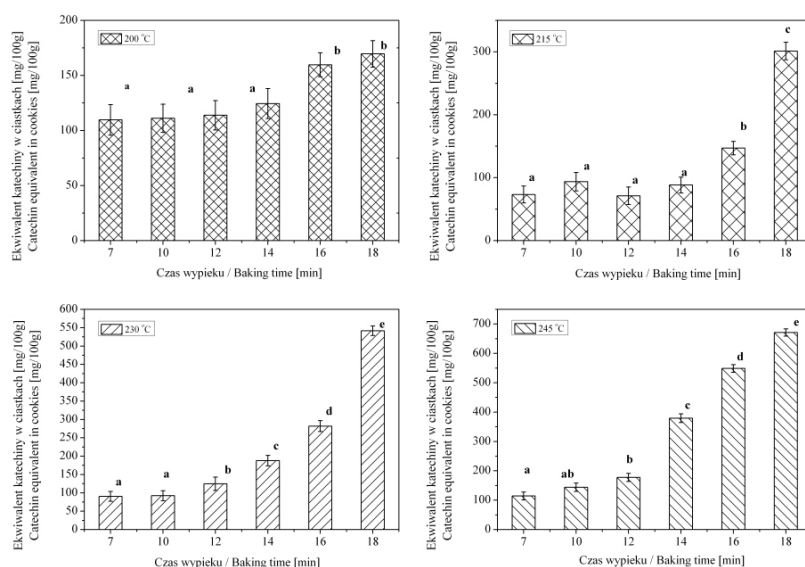 Ekwiwalent katechiny w ciastkach [mg/100g]
Catechin equivalent in cookies [mg/100g]
200
150
100
50
0
200 °C
a
a
a
b
b
7 10 12 14 16 18
Czas wypieku / Baking time [min]
Ekwiwalent katechiny w ciastkach [mg/100g]
Catechin equivalent in cookies [mg/100g]
300
200
100
0
215 °C
a
a
a
a
b
c
7 10 12 14 16 18
Czas wypieku / Baking time [min]
Ekwiwalent katechiny w ciastkach [mg/100g]
Catechin equivalent in cookies [mg/100g]
600
550
500
450
400
350
300
250
200
150
100
50
0
230 °C
a
a
b
c
d
e
7 10 12 14 16 18
Czas wypieku / Baking time [min]
Ekwiwalent katechiny w ciastkach [mg/100g]
Catechin equivalent in cookies [mg/100g]
700
600
500
400
300
200
100
0
245 °C
a
ab
b
c
d
e
7 10 12 14 16 18
Czas wypieku / Baking time [min]